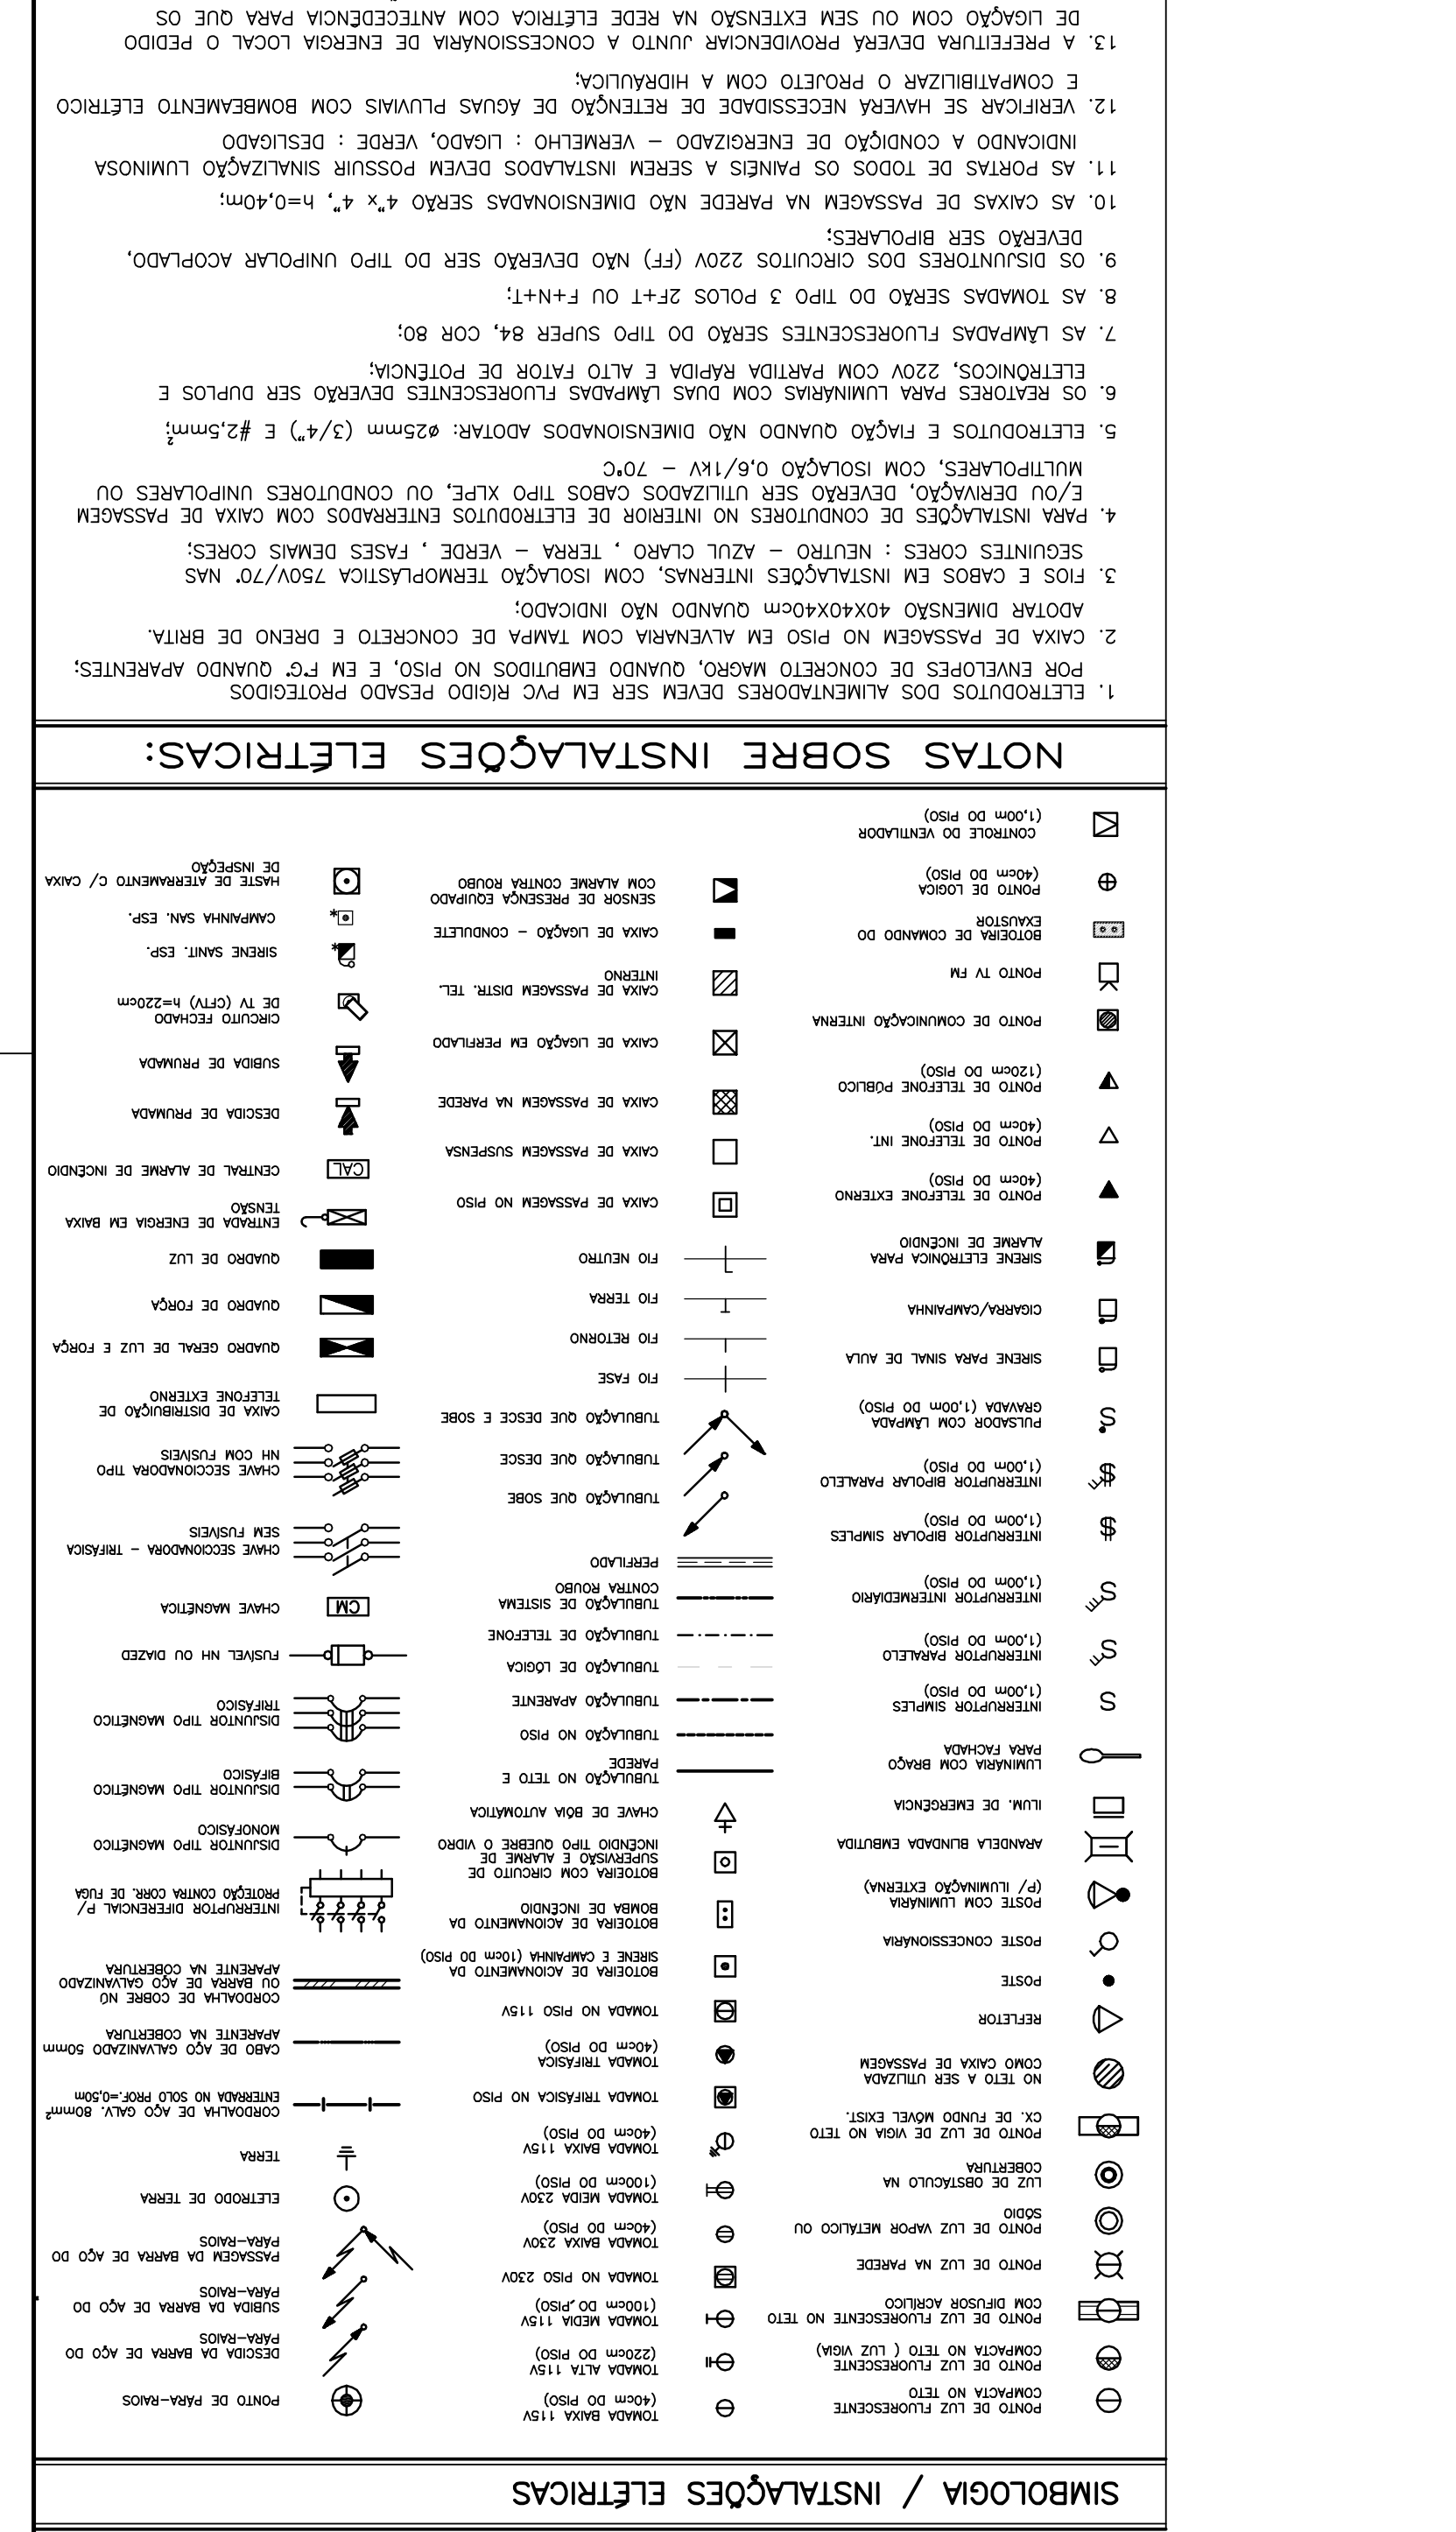 SIMBOLOGIA / INSTALAÇÕES ELÉTRICAS
PONTO DE LUZ FLUORESCENTE
COMPACTA NO TETO
PONTO DE LUZ FLUORESCENTE
COMPACTA NO TETO ( LUZ VIGIA)
PONTO DE LUZ FLUORESCENTE NO TETO
COM DIFUSOR ACRÍLICO
PONTO DE LUZ NA PAREDE
PONTO DE LUZ VAPOR METÁLICO OU
SÓDIO
LUZ DE OBSTÁCULO NA
COBERTURA
PONTO DE LUZ DE VIGIA NO TETO
CX. DE FUNDO MÓVEL EXIST.
NO TETO A SER UTILIZADA
COMO CAIXA DE PASSAGEM
REFLETOR
POSTE
POSTE CONCESSIONÁRIA
POSTE COM LUMINÁRIA
(P/ ILUMINAÇÃO EXTERNA)
ARANDELA BLINDADA EMBUTIDA
ILUM. DE EMERGÊNCIA
LUMINÁRIA COM BRAÇO
PARA FACHADA
S INTERRUPTOR SIMPLES
(1,00m DO PISO)
S INTERRUPTOR PARALELO
(1,00m DO PISO)
S INTERRUPTOR INTERMEDIÁRIO
(1,00m DO PISO)
$ INTERRUPTOR BIPOLAR SIMPLES
(1,00m DO PISO)
$ INTERRUPTOR BIPOLAR PARALELO
(1,00m DO PISO)
S PULSADOR COM LÂMPADA
GRAVADA (1,00m DO PISO)
SIRENE PARA SINAL DE AULA
CIGARRA/CAMPAINHA
SIRENE ELETRÔNICA PARA
ALARME DE INCÊNDIO
PONTO DE TELEFONE EXTERNO
(40cm DO PISO)
PONTO DE TELEFONE INT.
(40cm DO PISO)
PONTO DE TELEFONE PÚBLICO
(120cm DO PISO)
PONTO DE COMUNICAÇÃO INTERNA
PONTO TV FM
BOTOEIRA DE COMANDO DO
EXAUSTOR
PONTO DE LOGICA
(40cm DO PISO)
CONTROLE DO VENTILADOR
(1,00m DO PISO)
TOMADA BAIXA 115V
(40cm DO PISO)
TOMADA ALTA 115V
(220cm DO PISO)
TOMADA MEDIA 115V
(100cm DO PISO)
TOMADA NO PISO 230V
TOMADA BAIXA 230V
(40cm DO PISO)
TOMADA MEIDA 230V
(100cm DO PISO)
TOMADA BAIXA 115V
(40cm DO PISO)
TOMADA TRIFÁSICA NO PISO
TOMADA TRIFÁSICA
(40cm DO PISO)
TOMADA NO PISO 115V
BOTOEIRA DE ACIONAMENTO DA
SIRENE E CAMPAINHA (10cm DO PISO)
BOTOEIRA DE ACIONAMENTO DA
BOMBA DE INCÊNDIO
BOTOEIRA COM CIRCUITO DE
SUPERVISÃO E ALARME DE
INCÊNDIO TIPO QUEBRE O VIDRO
CHAVE DE BÓIA AUTOMÁTICA
TUBULAÇÃO NO TETO E
PAREDE
TUBULAÇÃO NO PISO
TUBULAÇÃO APARENTE
TUBULAÇÃO DE LÓGICA
TUBULAÇÃO DE TELEFONE
TUBULAÇÃO DE SISTEMA
CONTRA ROUBO
PERFILADO
TUBULAÇÃO QUE SOBE
TUBULAÇÃO QUE DESCE
TUBULAÇÃO QUE DESCE E SOBE
FIO FASE
FIO RETORNO
FIO TERRA
FIO NEUTRO
CAIXA DE PASSAGEM NO PISO
CAIXA DE PASSAGEM SUSPENSA
CAIXA DE PASSAGEM NA PAREDE
CAIXA DE LIGAÇÃO EM PERFILADO
CAIXA DE PASSAGEM DISTR. TEL.
INTERNO
CAIXA DE LIGAÇÃO – CONDULETE
SENSOR DE PRESENÇA EQUIPADO
COM ALARME CONTRA ROUBO
PONTO DE PÁRA–RAIOS
DESCIDA DA BARRA DE AÇO DO
PÁRA–RAIOS
SUBIDA DA BARRA DE AÇO DO
PÁRA–RAIOS
PASSAGEM DA BARRA DE AÇO DO
PÁRA–RAIOS
ELETRODO DE TERRA
TERRA
CORDOALHA DE AÇO GALV. 80mm²
ENTERRADA NO SOLO PROF.=0,50m
CABO DE AÇO GALVANIZADO 50mm
APARENTE NA COBERTURA
CORDOALHA DE COBRE NÚ
OU BARRA DE AÇO GALVANIZADO
APARENTE NA COBERTURA
INTERRUPTOR DIFERENCIAL P/
PROTEÇÃO CONTRA CORR. DE FUGA
DISJUNTOR TIPO MAGNÉTICO
MONOFÁSICO
DISJUNTOR TIPO MAGNÉTICO
BIFÁSICO
DISJUNTOR TIPO MAGNÉTICO
TRIFÁSICO
FUSÍVEL NH OU DIAZED
CM CHAVE MAGNÉTICA
CHAVE SECCIONADORA – TRIFÁSICA
SEM FUSÍVEIS
CHAVE SECCIONADORA TIPO
NH COM FUSÍVEIS
CAIXA DE DISTRIBUIÇÃO DE
TELEFONE EXTERNO
QUADRO GERAL DE LUZ E FORÇA
QUADRO DE FORÇA
QUADRO DE LUZ
ENTRADA DE ENERGIA EM BAIXA
TENSÃO
CAL CENTRAL DE ALARME DE INCÊNDIO
DESCIDA DE PRUMADA
SUBIDA DE PRUMADA
CIRCUITO FECHADO
DE TV (CFTV) h=220cm
* SIRENE SANIT. ESP.
* CAMPAINHA SAN. ESP.
HASTE DE ATERRAMENTO C/ CAIXA
DE INSPEÇÃO
NOTAS SOBRE INSTALAÇÕES ELÉTRICAS:
1. ELETRODUTOS DOS ALIMENTADORES DEVEM SER EM PVC RÍGIDO PESADO PROTEGIDOS
POR ENVELOPES DE CONCRETO MAGRO, QUANDO EMBUTIDOS NO PISO, E EM F°G° QUANDO APARENTES;
2. CAIXA DE PASSAGEM NO PISO EM ALVENARIA COM TAMPA DE CONCRETO E DRENO DE BRITA.
ADOTAR DIMENSÃO 40X40X40cm QUANDO NÃO INDICADO;
3. FIOS E CABOS EM INSTALAÇÕES INTERNAS, COM ISOLAÇÃO TERMOPLÁSTICA 750V/70° NAS
SEGUINTES CORES : NEUTRO – AZUL CLARO , TERRA – VERDE , FASES DEMAIS CORES;
4. PARA INSTALAÇÕES DE CONDUTORES NO INTERIOR DE ELETRODUTOS ENTERRADOS COM CAIXA DE PASSAGEM
E/OU DERIVAÇÃO, DEVERÃO SER UTILIZADOS CABOS TIPO XLPE, OU CONDUTORES UNIPOLARES OU
MULTIPOLARES, COM ISOLAÇÃO 0,6/1kV – 70°C
5. ELETRODUTOS E FIAÇÃO QUANDO NÃO DIMENSIONADOS ADOTAR: ø25mm (3/4") E #2,5mm²;
6. OS REATORES PARA LUMINÁRIAS COM DUAS LÂMPADAS FLUORESCENTES DEVERÃO SER DUPLOS E
ELETRÔNICOS, 220V COM PARTIDA RÁPIDA E ALTO FATOR DE POTÊNCIA;
7. AS LÂMPADAS FLUORESCENTES SERÃO DO TIPO SUPER 84, COR 80;
8. AS TOMADAS SERÃO DO TIPO 3 POLOS 2F+T OU F+N+T;
9. OS DISJUNTORES DOS CIRCUITOS 220V (FF) NÃO DEVERÃO SER DO TIPO UNIPOLAR ACOPLADO,
DEVERÃO SER BIPOLARES;
10. AS CAIXAS DE PASSAGEM NA PAREDE NÃO DIMENSIONADAS SERÃO 4"x 4", h=0,40m;
11. AS PORTAS DE TODOS OS PAINÉIS A SEREM INSTALADOS DEVEM POSSUIR SINALIZAÇÃO LUMINOSA
INDICANDO A CONDIÇÃO DE ENERGIZADO – VERMELHO : LIGADO, VERDE : DESLIGADO
12. VERIFICAR SE HAVERÁ NECESSIDADE DE RETENÇÃO DE ÁGUAS PLUVIAIS COM BOMBEAMENTO ELÉTRICO
E COMPATIBILIZAR O PROJETO COM A HIDRÁULICA;
13. A PREFEITURA DEVERÁ PROVIDENCIAR JUNTO A CONCESSIONÁRIA DE ENERGIA LOCAL O PEDIDO
DE LIGAÇÃO COM OU SEM EXTENSÃO NA REDE ELÉTRICA COM ANTECEDÊNCIA PARA QUE OS